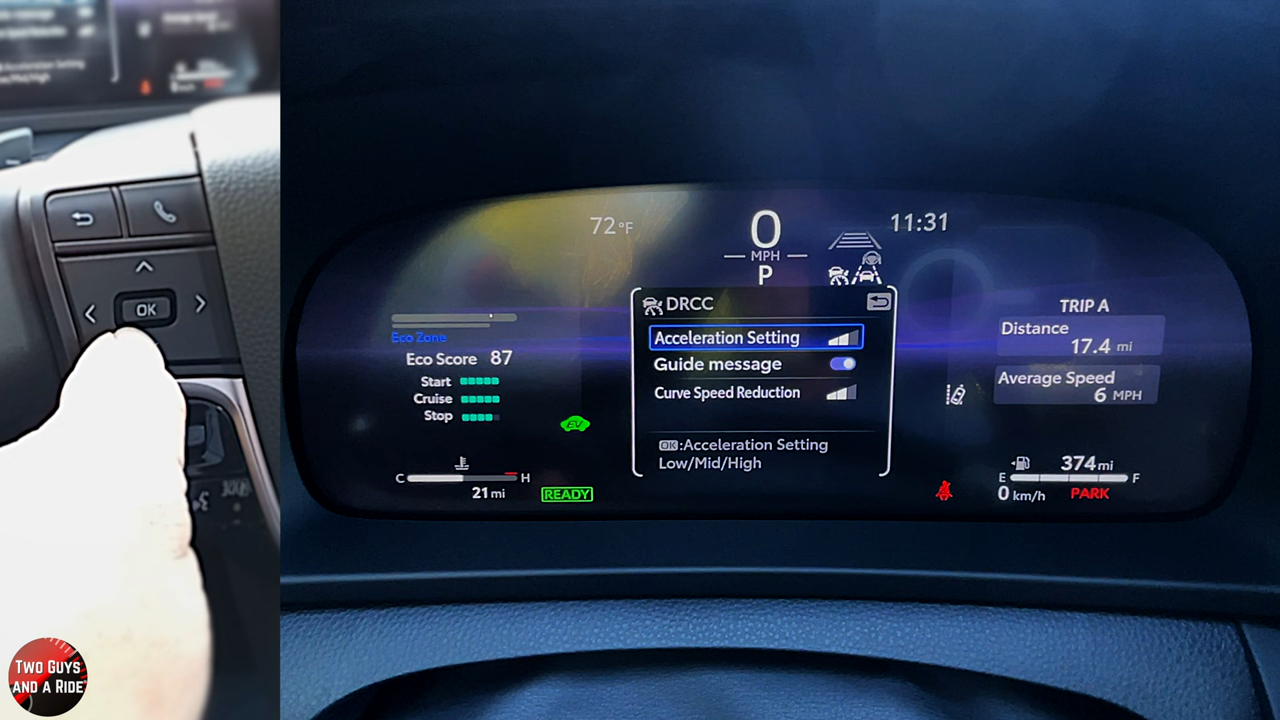 OK
TWO GUYS
AND A RIDE
72°F
0
MPH
P
11:31
Eco Zone
Eco Score 87
Start
Cruise
Stop
EV
C
H
21 mi
READY
DRCC
Acceleration Setting
Guide message
Curve Speed Reduction
OK:Acceleration Setting
Low/Mid/High
TRIP A
Distance
17.4 mi
Average Speed
6 MPH
374 mi
E
F
0 km/h
PARK